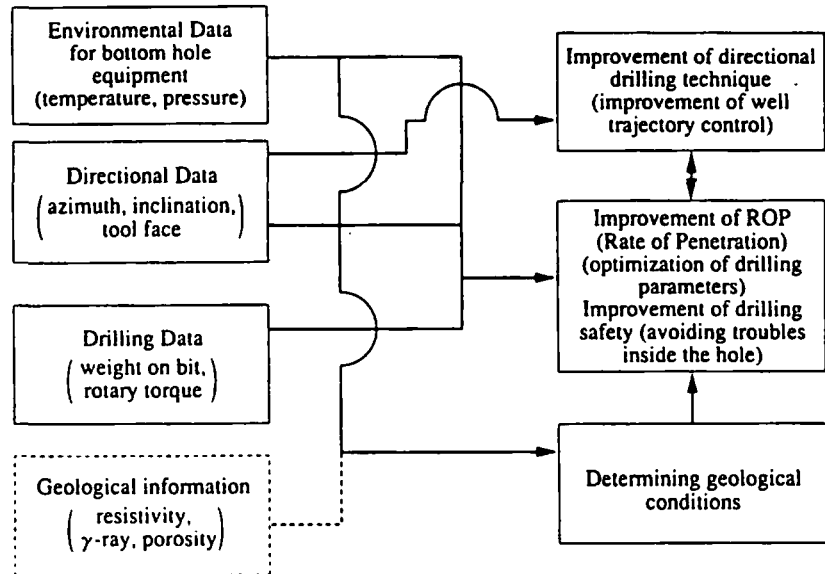 Environmental Data
for bottom hole
equipment
(temperature, pressure)
Directional Data
(azimuth, inclination,
tool face)
Drilling Data
(weight on bit,
rotary torque)
Geological information
(resistivity,
γ-ray, porosity)
Improvement of directional
drilling technique
(improvement of well
trajectory control)
Improvement of ROP
(Rate of Penetration)
(optimization of drilling
parameters)
Improvement of drilling
safety (avoiding troubles
inside the hole)
Determining geological
conditions